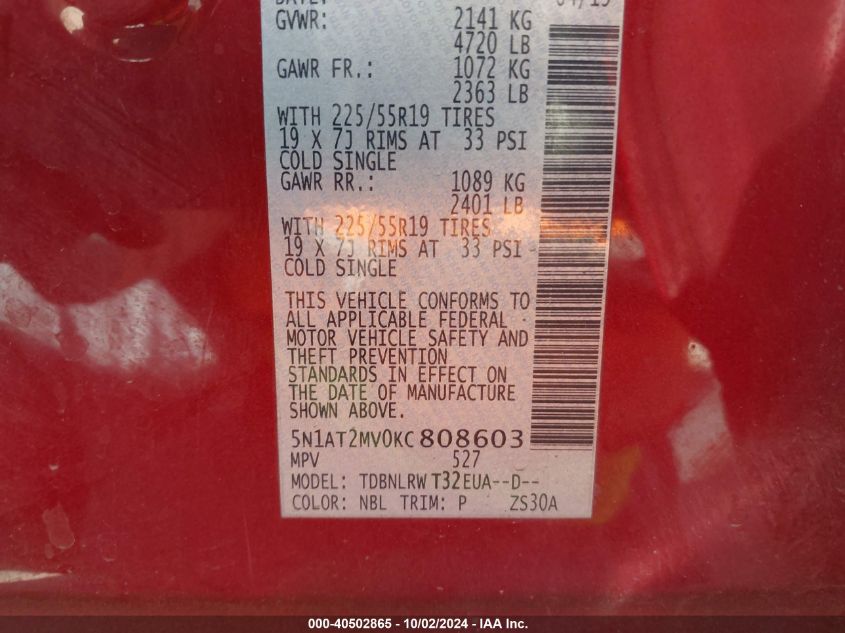 GVWR: 2141 KG
4720 LB
GAWR FR.: 1072 KG
2363 LB
WITH 225/55R19 TIRES
19 X 7J RIMS AT 33 PSI
COLD SINGLE
GAWR RR.: 1089 KG
2401 LB
WITH 225/55R19 TIRES
19 X 7J RIMS AT 33 PSI
COLD SINGLE
THIS VEHICLE CONFORMS TO
ALL APPLICABLE FEDERAL
MOTOR VEHICLE SAFETY AND
THEFT PREVENTION
STANDARDS IN EFFECT ON
THE DATE OF MANUFACTURE
SHOWN ABOVE.
5N1AT2MV0KC808603
MPV 527
MODEL: TDBNLRW T32EUA--D--
COLOR: NBL TRIM: P ZS30A
000-40502865 - 10/02/2024 - IAA Inc.